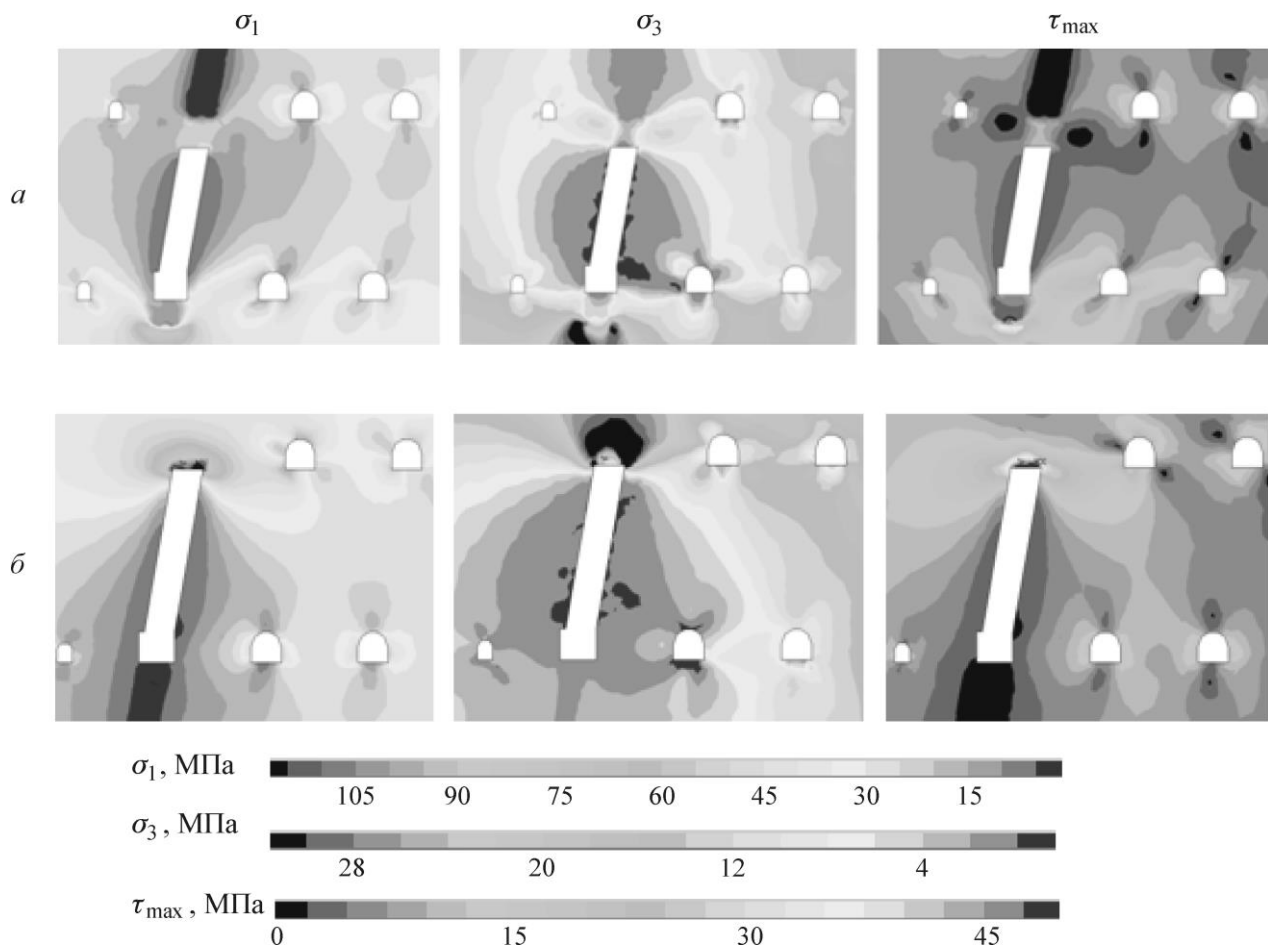 σ₁ σ₃ τₘₐₓ
а
б
σ₁, МПа
105 90 75 60 45 30 15
σ₃, МПа
28 20 12 4
τₘₐₓ, МПа
0 15 30 45